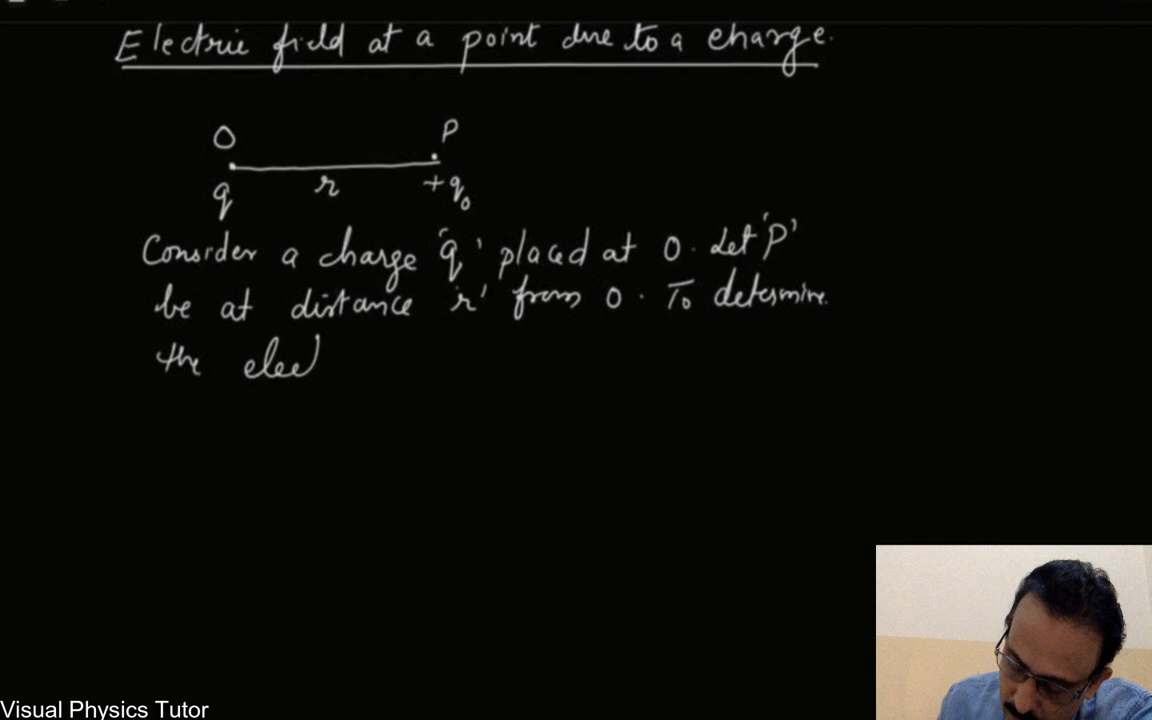 Electric field at a point due to a charge.
O P
q r +q₀
Consider a charge 'q' placed at O. Let 'P'
be at distance 'r' from O. To determine
the elec
Visual Physics Tutor